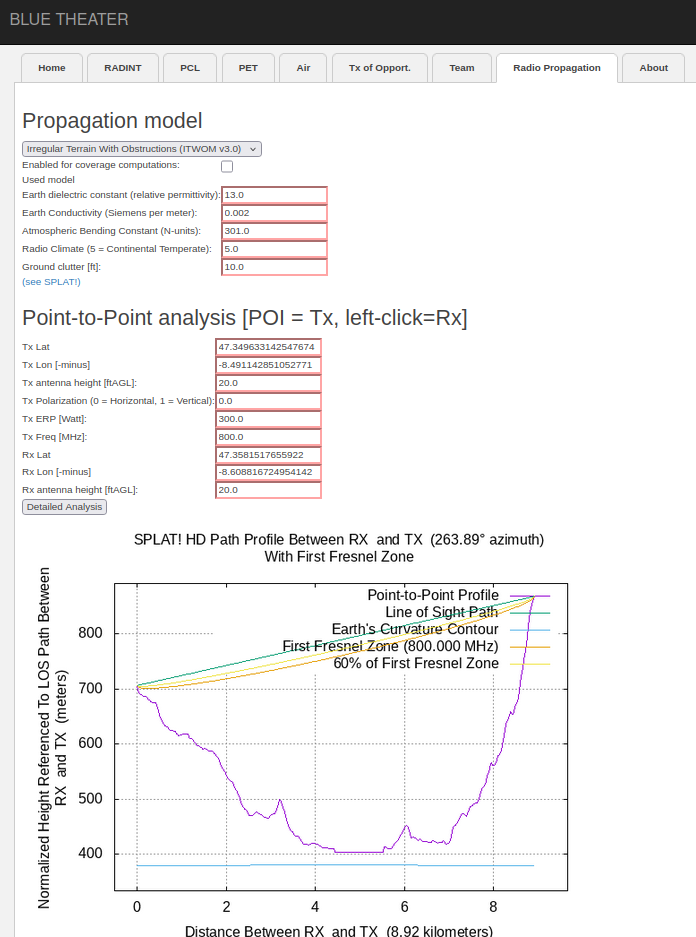 BLUE THEATER
Home RADINT PCL PET Air Tx of Opport. Team Radio Propagation About
Propagation model
Irregular Terrain With Obstructions (ITWOM v3.0)
Enabled for coverage computations:
Used model
Earth dielectric constant (relative permittivity): 13.0
Earth Conductivity (Siemens per meter): 0.002
Atmospheric Bending Constant (N-units): 301.0
Radio Climate (5 = Continental Temperate): 5.0
Ground clutter [ft]: 10.0
(see SPLAT!)
Point-to-Point analysis [POI = Tx, left-click=Rx]
Tx Lat 47.349633142547674
Tx Lon [-minus] -8.491142851052771
Tx antenna height [ftAGL]: 20.0
Tx Polarization (0 = Horizontal, 1 = Vertical): 0.0
Tx ERP [Watt]: 300.0
Tx Freq [MHz]: 800.0
Rx Lat 47.3581517655922
Rx Lon [-minus] -8.608816724954142
Rx antenna height [ftAGL]: 20.0
Detailed Analysis
SPLAT! HD Path Profile Between RX and TX (263.89° azimuth)
With First Fresnel Zone
Normalized Height Referenced To LOS Path Between
RX and TX (meters)
Point-to-Point Profile
Line of Sight Path
Earth's Curvature Contour
First Fresnel Zone (800.000 MHz)
60% of First Fresnel Zone
800
700
600
500
400
0 2 4 6 8
Distance Between RX and TX (8.92 kilometers)